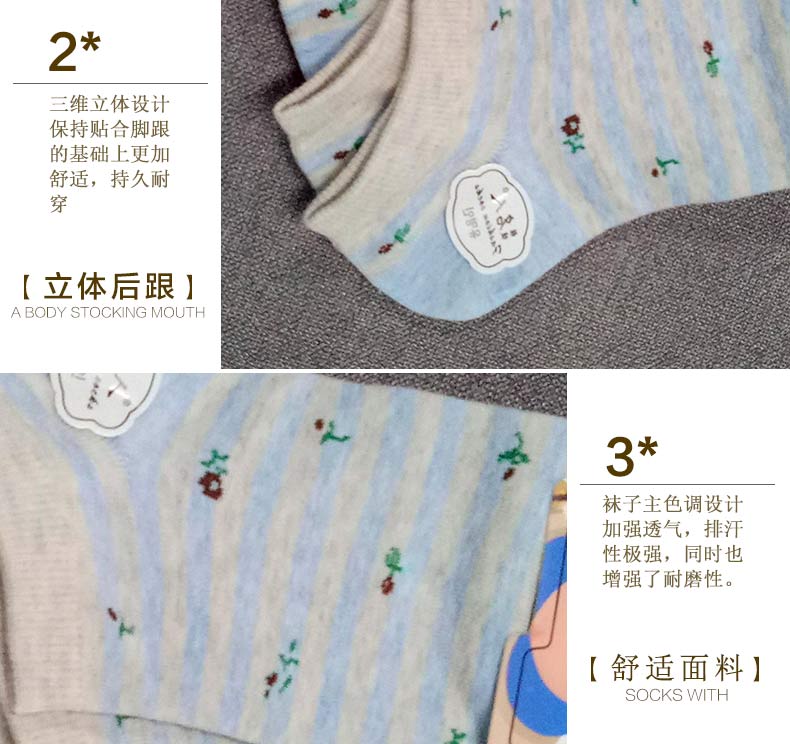 2*
三维立体设计
保持贴合脚跟
的基础上更加
舒适，持久耐
穿
【立体后跟】
A BODY STOCKING MOUTH
3*
袜子主色调设计
加强透气，排汗
性极强，同时也
增强了耐磨性。
【舒适面料】
SOCKS WITH